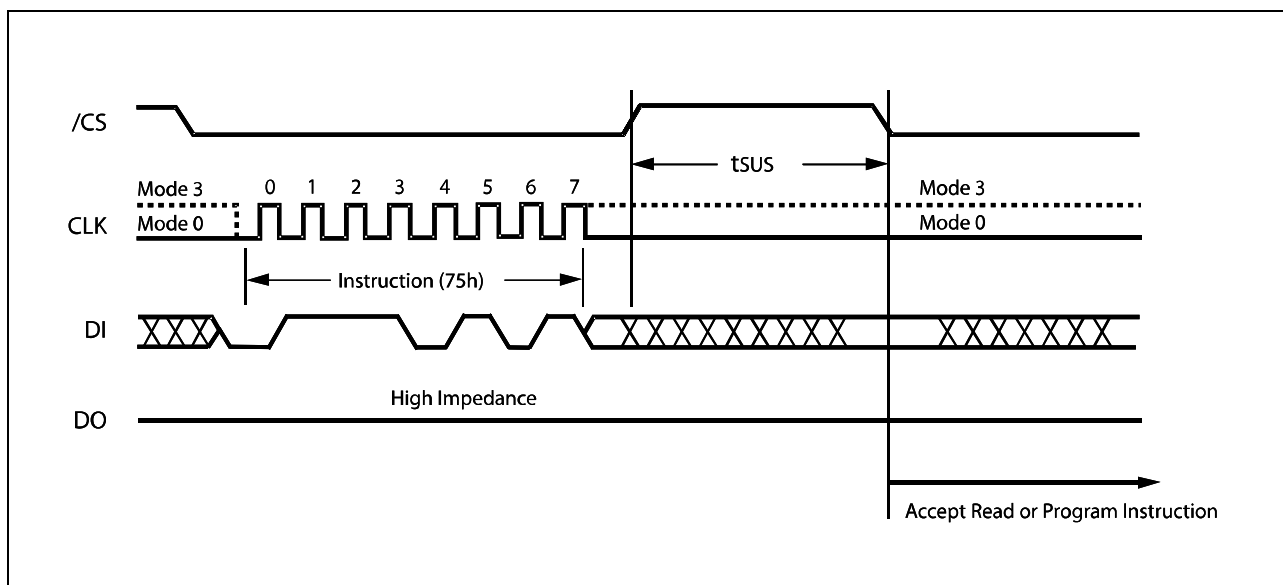 /CS
tSUS
Mode 3
0 1 2 3 4 5 6 7
Mode 3
CLK
Mode 0
Mode 0
Instruction (75h)
DI
High Impedance
DO
Accept Read or Program Instruction